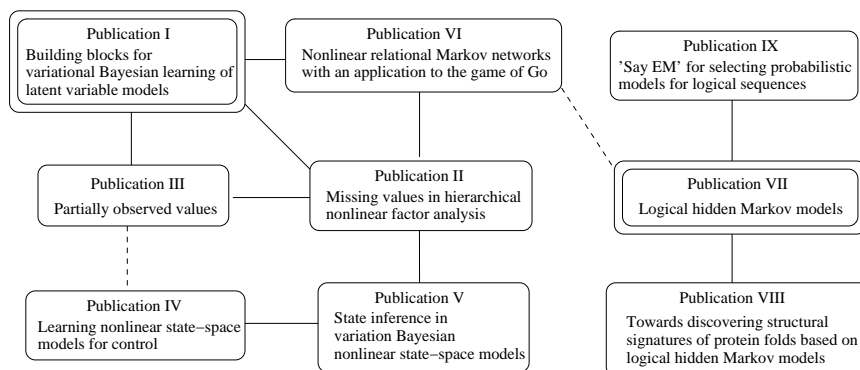 Publication I
Building blocks for
variational Bayesian learning of
latent variable models
Publication VI
Nonlinear relational Markov networks
with an application to the game of Go
Publication IX
'Say EM' for selecting probabilistic
models for logical sequences
Publication III
Partially observed values
Publication II
Missing values in hierarchical
nonlinear factor analysis
Publication VII
Logical hidden Markov models
Publication IV
Learning nonlinear state−space
models for control
Publication V
State inference in
variation Bayesian
nonlinear state−space models
Publication VIII
Towards discovering structural
signatures of protein folds based on
logical hidden Markov models